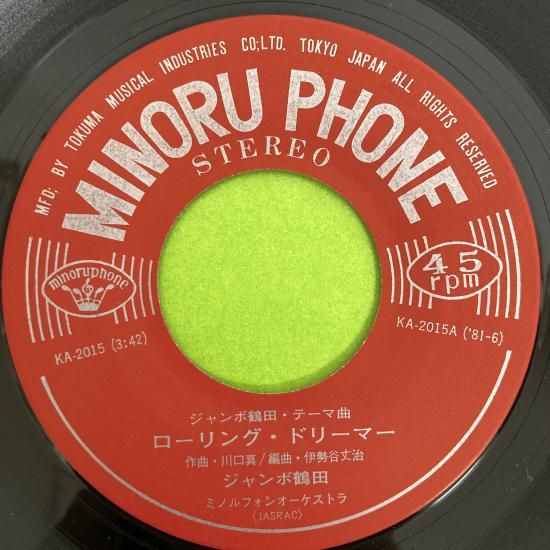 MFD; BY TOKUMA MUSICAL INDUSTRIES CO;LTD. TOKYO JAPAN ALL RIGHTS RESERVED
MINORU PHONE
STEREO
minoruphone
45
rpm
KA-2015 (3:42)
KA-2015A ('81-6)
ジャンボ鶴田・テーマ曲
ローリング・ドリーマー
作曲・川口真/編曲・伊勢谷丈治
ジャンボ鶴田
ミノルフォンオーケストラ
〈JASRAC〉